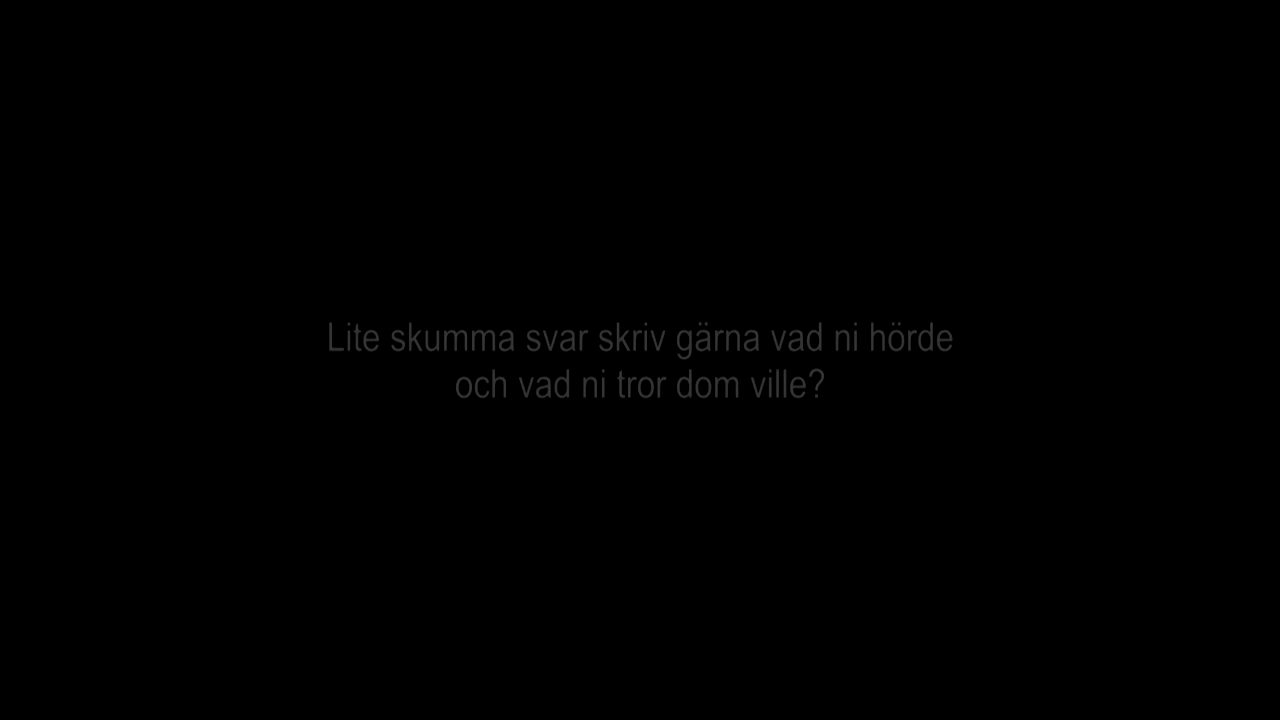 Lite skumma svar skriv gärna vad ni hörde
och vad ni tror dom ville?